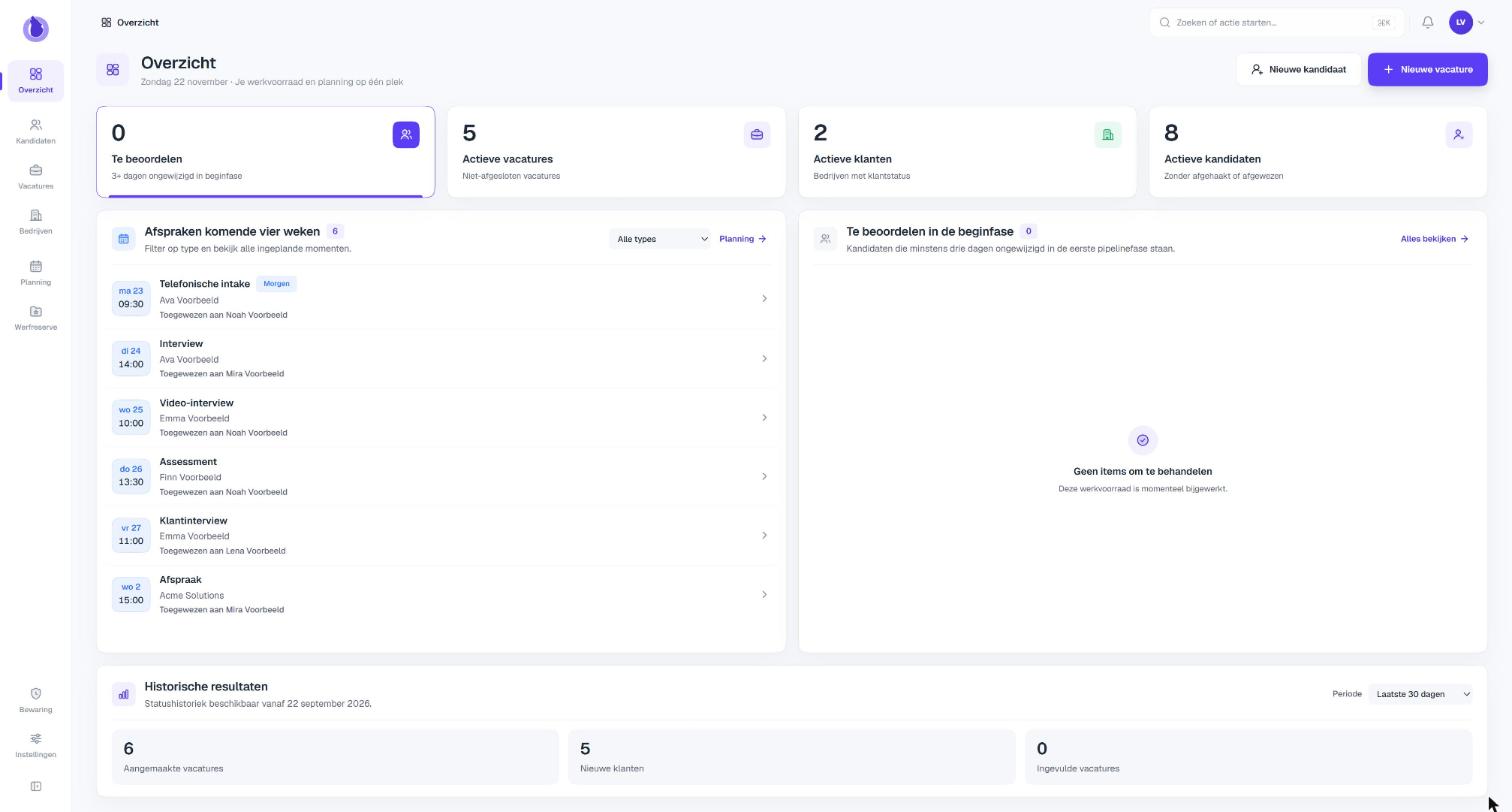 Overzicht
Zoeken of actie starten...
⌘K
LV
Overzicht
Kandidaten
Vacatures
Bedrijven
Planning
Werfreserve
Bewaring
Instellingen
Overzicht
Zondag 22 november · Je werkvoorraad en planning op één plek
Nieuwe kandidaat
Nieuwe vacature
0
Te beoordelen
3+ dagen ongewijzigd in beginfase
5
Actieve vacatures
Niet-afgesloten vacatures
2
Actieve klanten
Bedrijven met klantstatus
8
Actieve kandidaten
Zonder afgehaakt of afgewezen
Afspraken komende vier weken 6
Filter op type en bekijk alle ingeplande momenten.
Alle types
Planning
ma 23
09:30
Telefonische intake Morgen
Ava Voorbeeld
Toegewezen aan Noah Voorbeeld
di 24
14:00
Interview
Ava Voorbeeld
Toegewezen aan Mira Voorbeeld
wo 25
10:00
Video-interview
Emma Voorbeeld
Toegewezen aan Noah Voorbeeld
do 26
13:30
Assessment
Finn Voorbeeld
Toegewezen aan Noah Voorbeeld
vr 27
11:00
Klantinterview
Emma Voorbeeld
Toegewezen aan Lena Voorbeeld
wo 2
15:00
Afspraak
Acme Solutions
Toegewezen aan Mira Voorbeeld
Te beoordelen in de beginfase 0
Kandidaten die minstens drie dagen ongewijzigd in de eerste pipelinefase staan.
Alles bekijken
Geen items om te behandelen
Deze werkvoorraad is momenteel bijgewerkt.
Historische resultaten
Statushistoriek beschikbaar vanaf 22 september 2026.
Periode
Laatste 30 dagen
6
Aangemaakte vacatures
5
Nieuwe klanten
0
Ingevulde vacatures